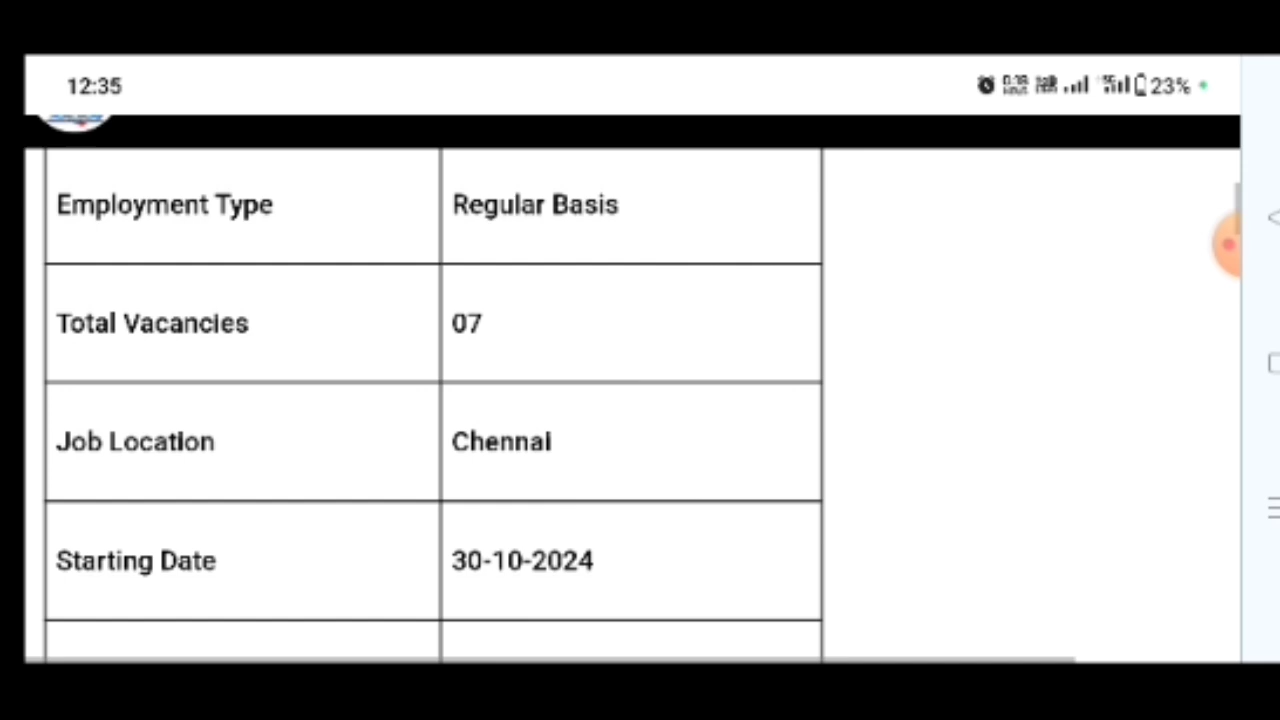 12:35
23%
Employment Type Regular Basis
Total Vacancies 07
Job Location Chennai
Starting Date 30-10-2024